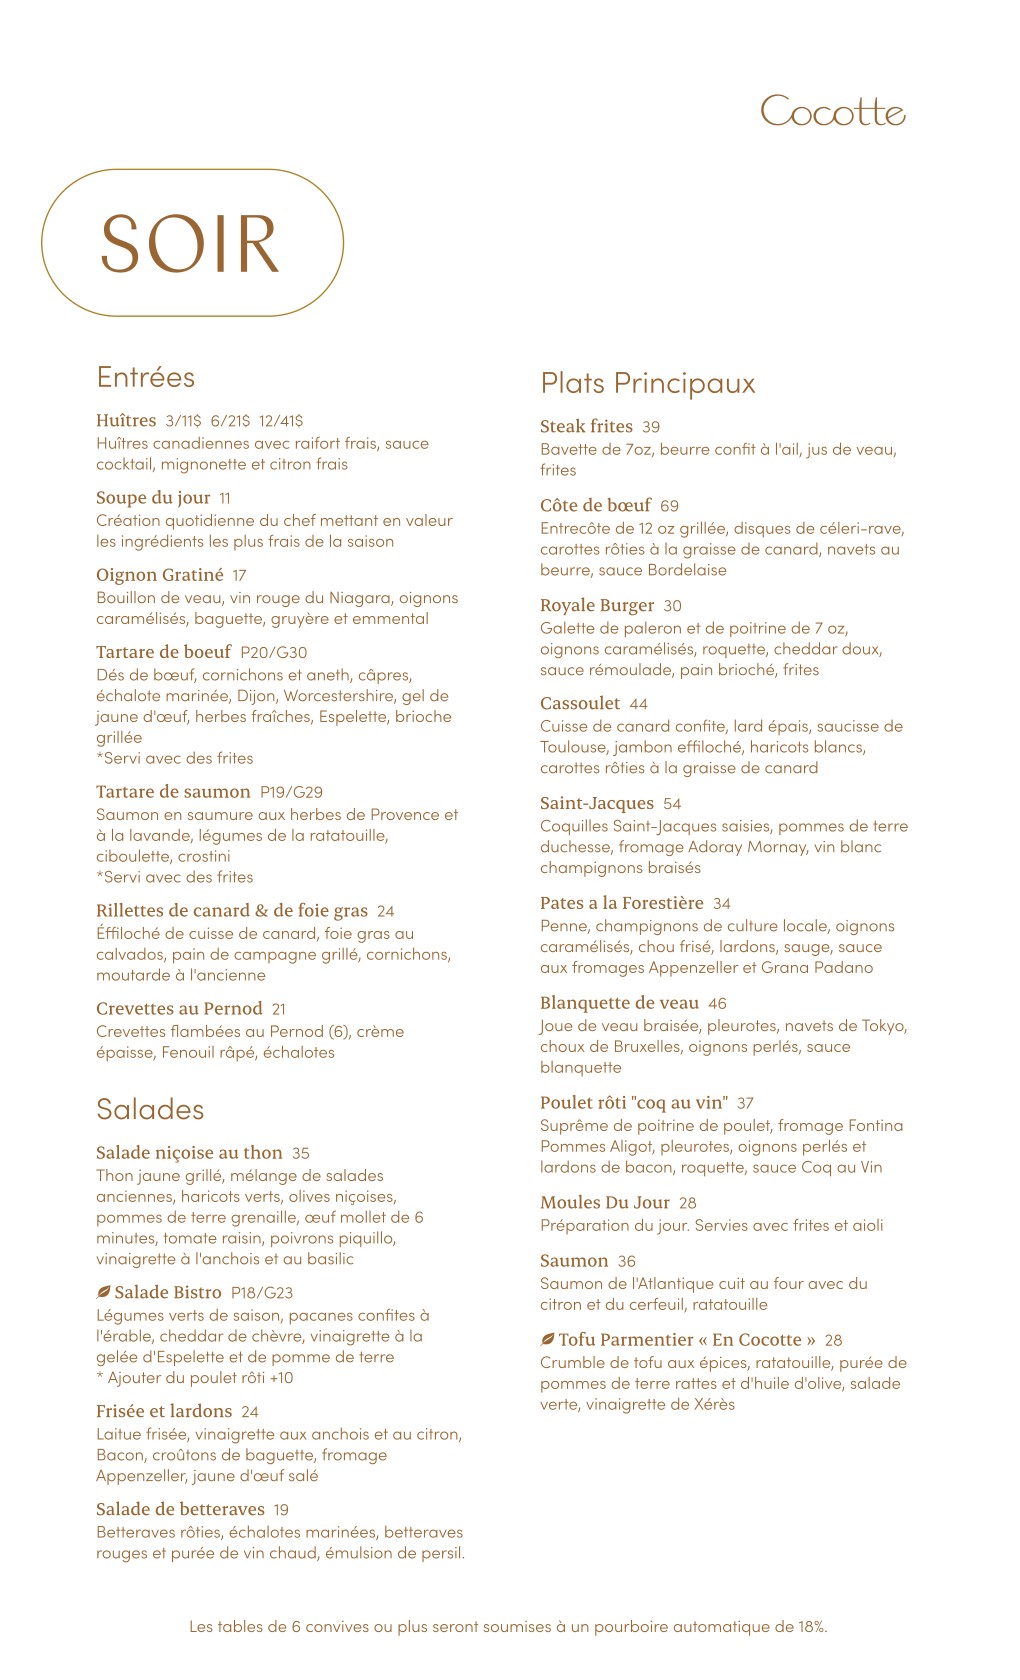 Cocotte
SOIR
Entrées
Huîtres 3/11$ 6/21$ 12/41$
Huîtres canadiennes avec raifort frais, sauce
cocktail, mignonette et citron frais
Soupe du jour 11
Création quotidienne du chef mettant en valeur
les ingrédients les plus frais de la saison
Oignon Gratiné 17
Bouillon de veau, vin rouge du Niagara, oignons
caramélisés, baguette, gruyère et emmental
Tartare de boeuf P20/G30
Dés de bœuf, cornichons et aneth, câpres,
échalote marinée, Dijon, Worcestershire, gel de
jaune d'œuf, herbes fraîches, Espelette, brioche
grillée
*Servi avec des frites
Tartare de saumon P19/G29
Saumon en saumure aux herbes de Provence et
à la lavande, légumes de la ratatouille,
ciboulette, crostini
*Servi avec des frites
Rillettes de canard & de foie gras 24
Éffiloché de cuisse de canard, foie gras au
calvados, pain de campagne grillé, cornichons,
moutarde à l'ancienne
Crevettes au Pernod 21
Crevettes flambées au Pernod (6), crème
épaisse, Fenouil râpé, échalotes
Salades
Salade niçoise au thon 35
Thon jaune grillé, mélange de salades
anciennes, haricots verts, olives niçoises,
pommes de terre grenaille, œuf mollet de 6
minutes, tomate raisin, poivrons piquillo,
vinaigrette à l'anchois et au basilic
Salade Bistro P18/G23
Légumes verts de saison, pacanes confites à
l'érable, cheddar de chèvre, vinaigrette à la
gelée d'Espelette et de pomme de terre
* Ajouter du poulet rôti +10
Frisée et lardons 24
Laitue frisée, vinaigrette aux anchois et au citron,
Bacon, croûtons de baguette, fromage
Appenzeller, jaune d'œuf salé
Salade de betteraves 19
Betteraves rôties, échalotes marinées, betteraves
rouges et purée de vin chaud, émulsion de persil.
Plats Principaux
Steak frites 39
Bavette de 7oz, beurre confit à l'ail, jus de veau,
frites
Côte de bœuf 69
Entrecôte de 12 oz grillée, disques de céleri-rave,
carottes rôties à la graisse de canard, navets au
beurre, sauce Bordelaise
Royale Burger 30
Galette de paleron et de poitrine de 7 oz,
oignons caramélisés, roquette, cheddar doux,
sauce rémoulade, pain brioché, frites
Cassoulet 44
Cuisse de canard confite, lard épais, saucisse de
Toulouse, jambon effiloché, haricots blancs,
carottes rôties à la graisse de canard
Saint-Jacques 54
Coquilles Saint-Jacques saisies, pommes de terre
duchesse, fromage Adoray Mornay, vin blanc
champignons braisés
Pates a la Forestière 34
Penne, champignons de culture locale, oignons
caramélisés, chou frisé, lardons, sauge, sauce
aux fromages Appenzeller et Grana Padano
Blanquette de veau 46
Joue de veau braisée, pleurotes, navets de Tokyo,
choux de Bruxelles, oignons perlés, sauce
blanquette
Poulet rôti "coq au vin" 37
Suprême de poitrine de poulet, fromage Fontina
Pommes Aligot, pleurotes, oignons perlés et
lardons de bacon, roquette, sauce Coq au Vin
Moules Du Jour 28
Préparation du jour. Servies avec frites et aioli
Saumon 36
Saumon de l'Atlantique cuit au four avec du
citron et du cerfeuil, ratatouille
Tofu Parmentier « En Cocotte » 28
Crumble de tofu aux épices, ratatouille, purée de
pommes de terre rattes et d'huile d'olive, salade
verte, vinaigrette de Xérès
Les tables de 6 convives ou plus seront soumises à un pourboire automatique de 18%.